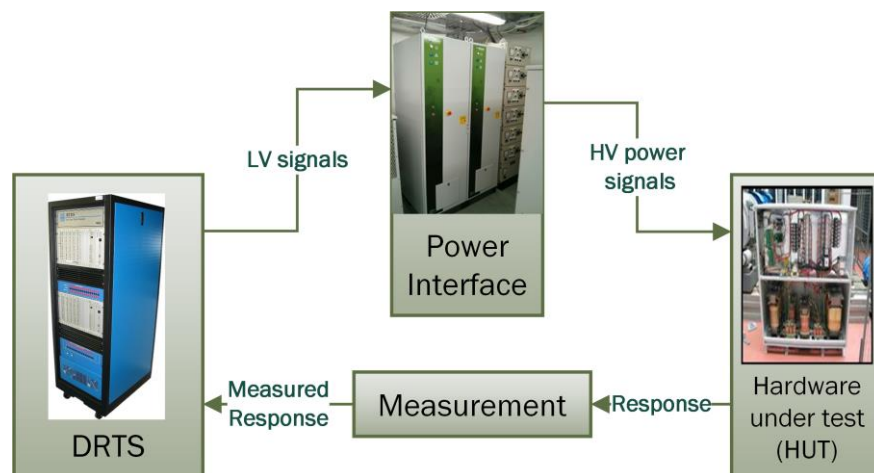 LV signals
HV power
signals
Power
Interface
DRTS
Measured
Response
Measurement
Response
Hardware
under test
(HUT)